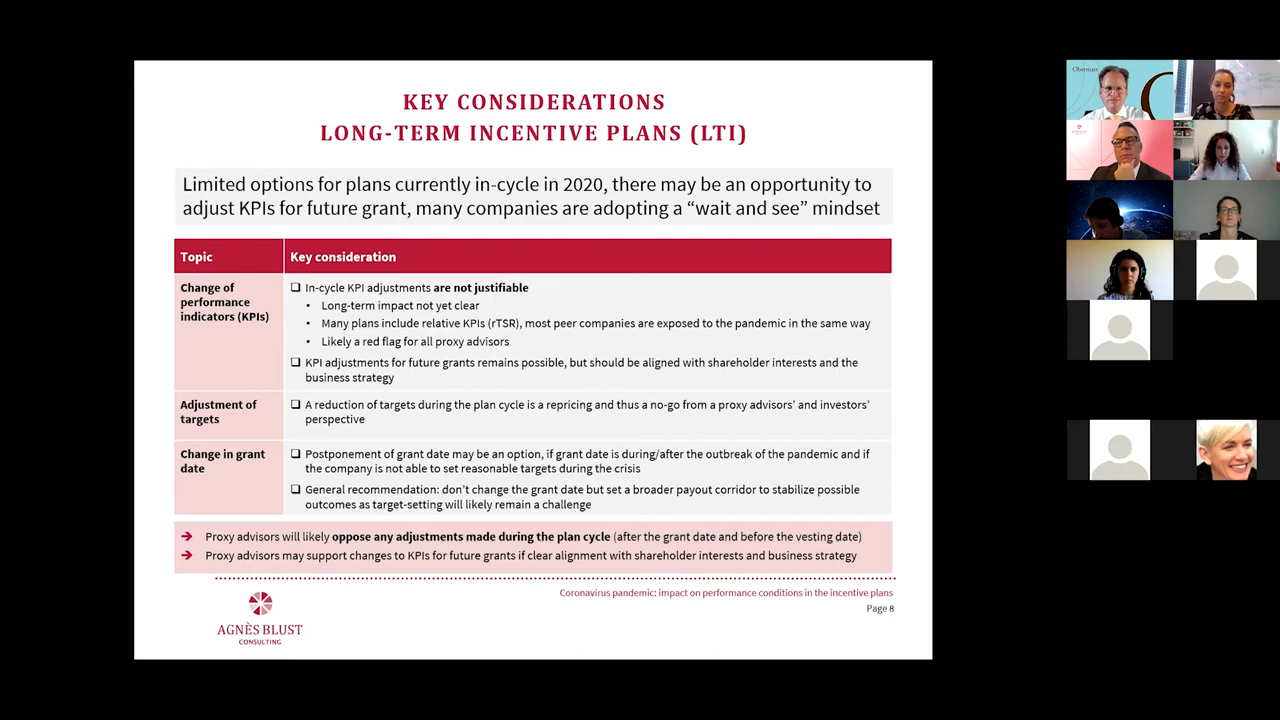 KEY CONSIDERATIONS
LONG-TERM INCENTIVE PLANS (LTI)
Limited options for plans currently in-cycle in 2020, there may be an opportunity to
adjust KPIs for future grant, many companies are adopting a “wait and see” mindset
Topic
Key consideration
Change of
performance
indicators (KPIs)
❑ In-cycle KPI adjustments are not justifiable
• Long-term impact not yet clear
• Many plans include relative KPIs (rTSR), most peer companies are exposed to the pandemic in the same way
• Likely a red flag for all proxy advisors
❑ KPI adjustments for future grants remains possible, but should be aligned with shareholder interests and the
business strategy
Adjustment of
targets
❑ A reduction of targets during the plan cycle is a repricing and thus a no-go from a proxy advisors’ and investors’
perspective
Change in grant
date
❑ Postponement of grant date may be an option, if grant date is during/after the outbreak of the pandemic and if
the company is not able to set reasonable targets during the crisis
❑ General recommendation: don’t change the grant date but set a broader payout corridor to stabilize possible
outcomes as target-setting will likely remain a challenge
➔ Proxy advisors will likely oppose any adjustments made during the plan cycle (after the grant date and before the vesting date)
➔ Proxy advisors may support changes to KPIs for future grants if clear alignment with shareholder interests and business strategy
Coronavirus pandemic: impact on performance conditions in the incentive plans
Page 8
AGNÈS BLUST
CONSULTING